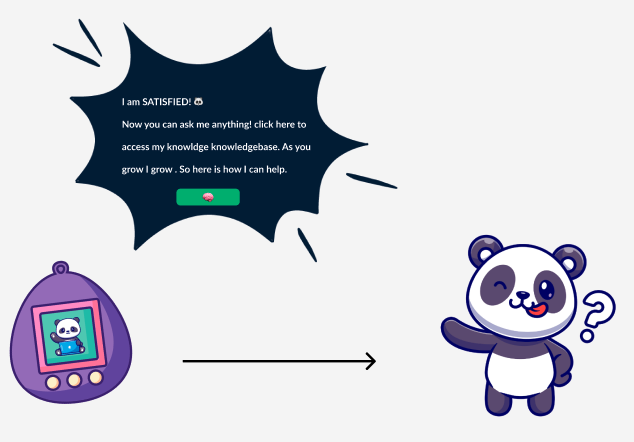 I am SATISFIED! 🐼
Now you can ask me anything! click here to
access my knowldge knowledgebase. As you
grow I grow . So here is how I can help.
🧠
?